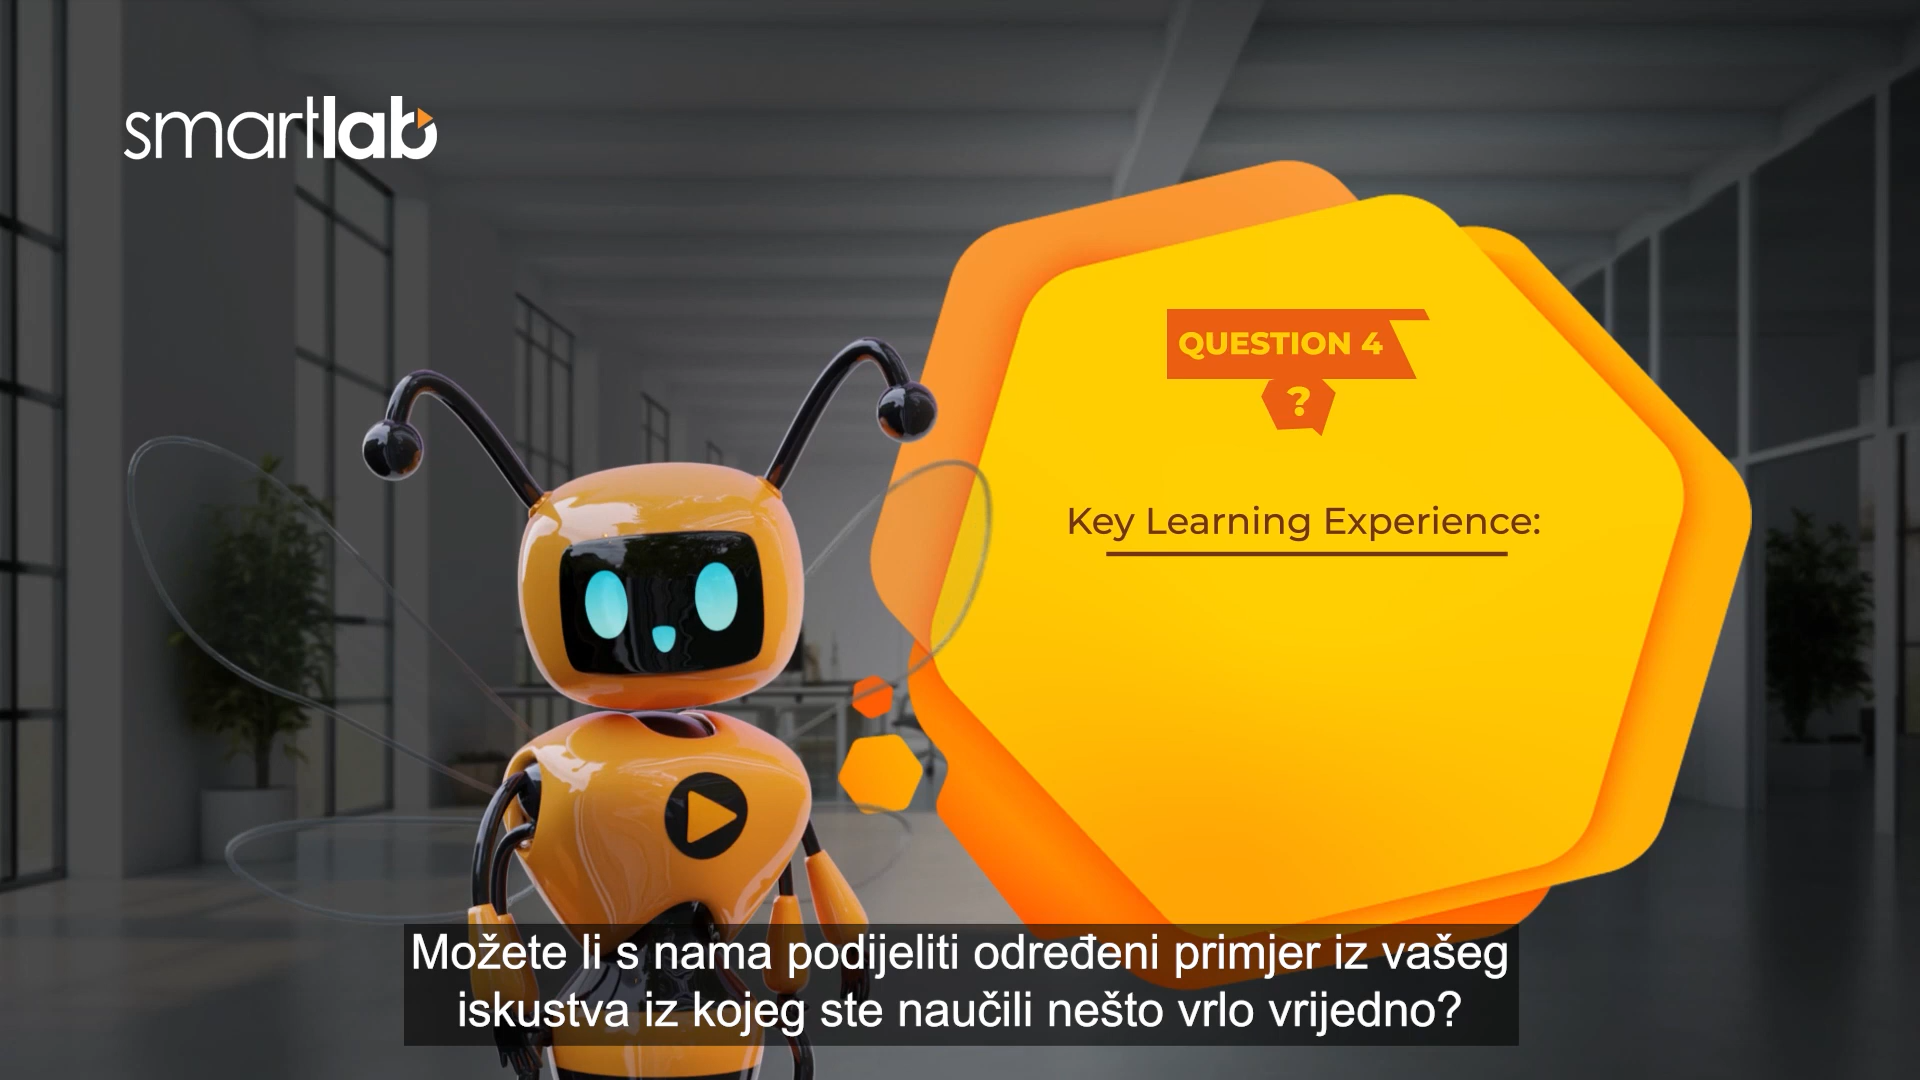 smartlab
QUESTION 4
?
Key Learning Experience:
Možete li s nama podijeliti određeni primjer iz vašeg
iskustva iz kojeg ste naučili nešto vrlo vrijedno?